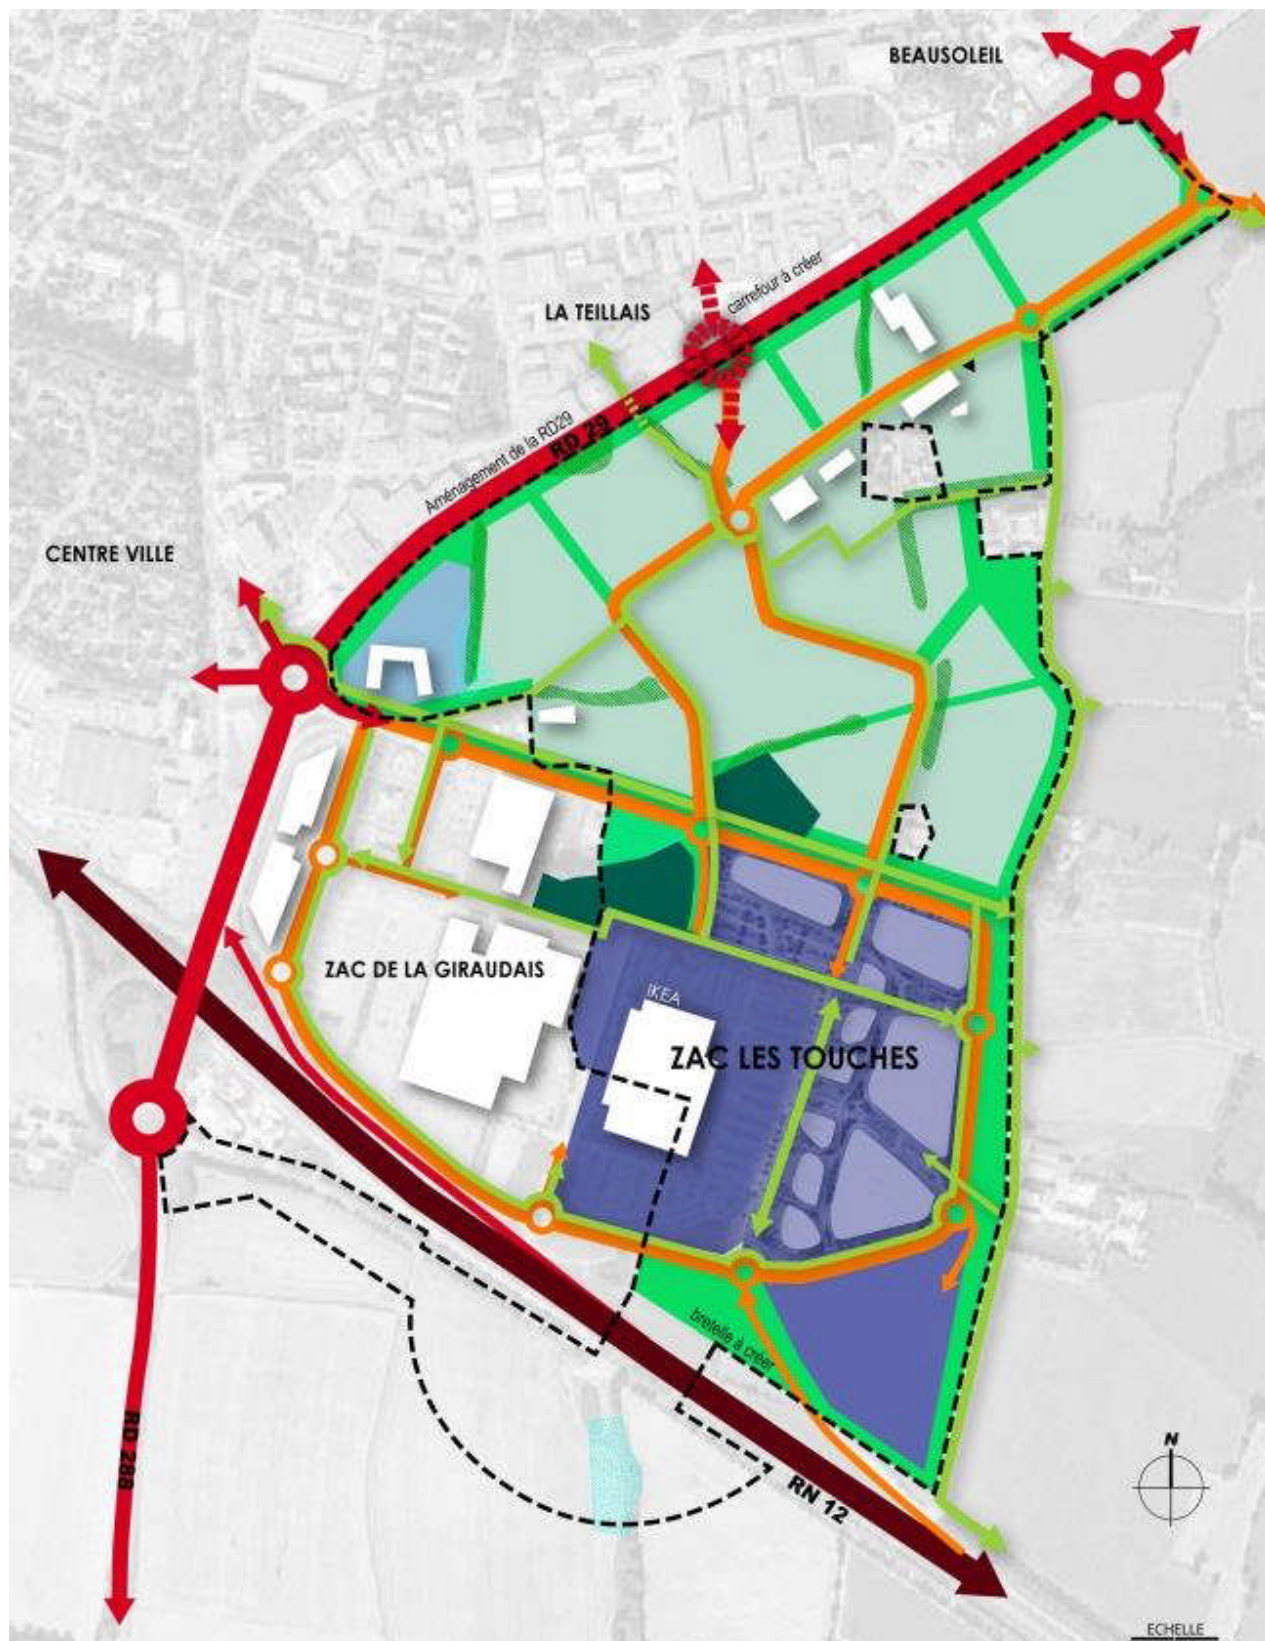 BEAUSOLEIL
carrefour à créer
LA TEILLAIS
Aménagement de la RD29
RD 29
CENTRE VILLE
ZAC DE LA GIRAUDAIS
IKEA
ZAC LES TOUCHES
bretelle à créer
RD 288
N
RN 12
ECHELLE